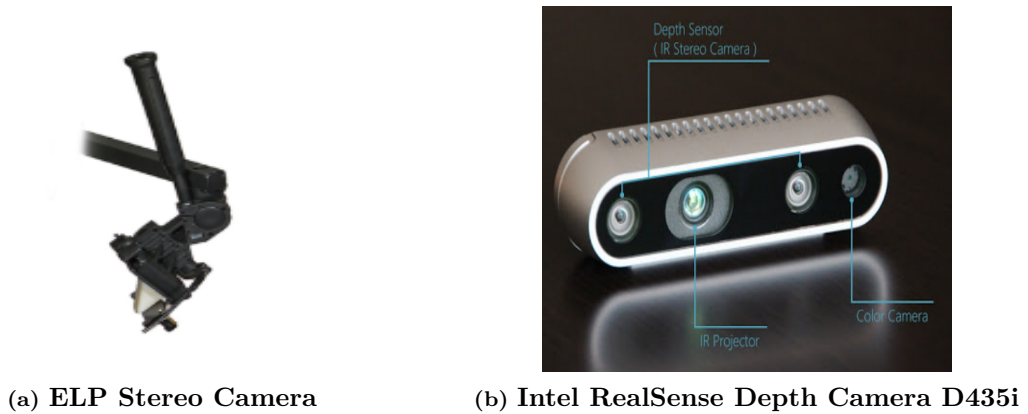 Depth Sensor
( IR Stereo Camera )
Color Camera
IR Projector
(a) ELP Stereo Camera
(b) Intel RealSense Depth Camera D435i